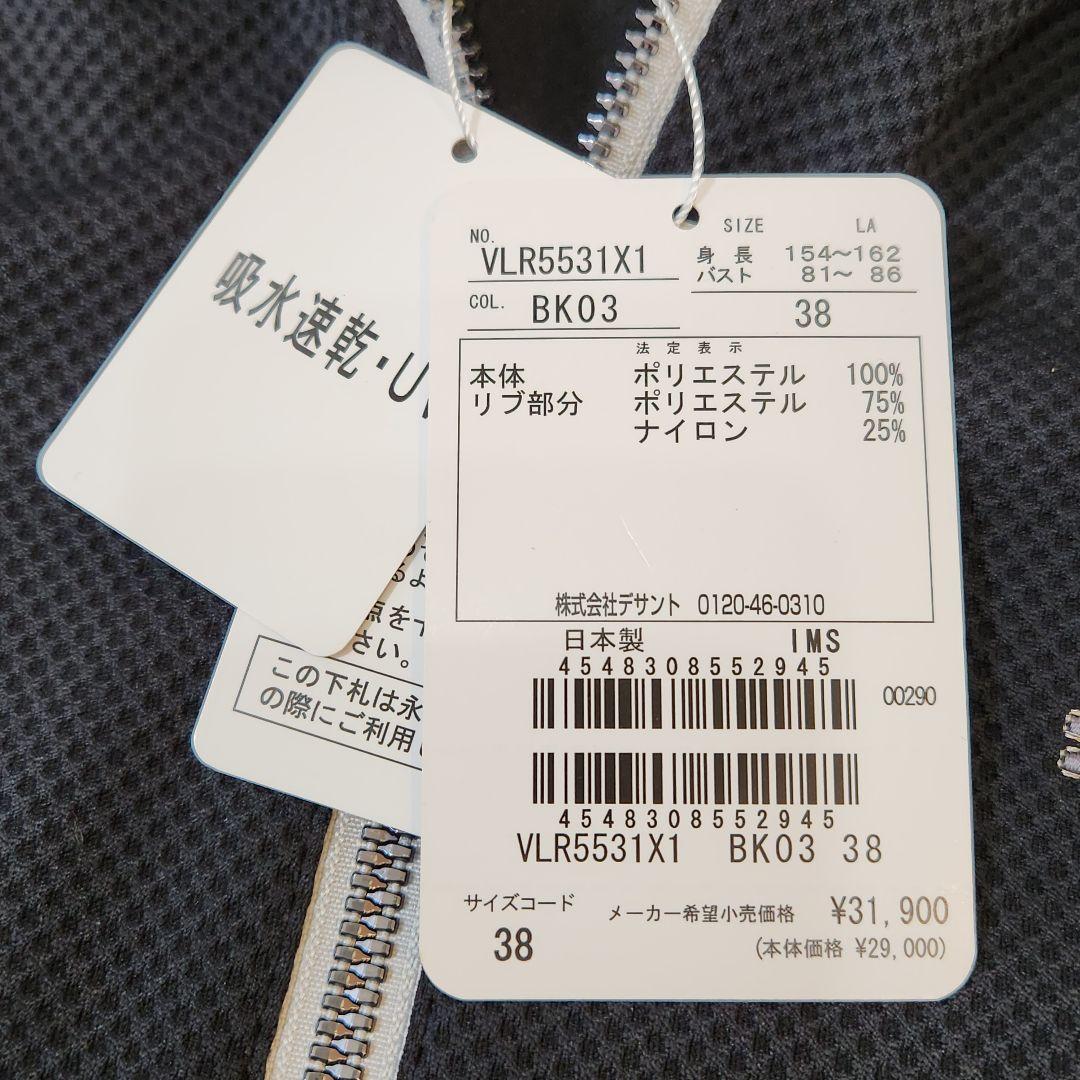 吸水速乾・U
NO.
VLR5531X1
COL.
BK03
SIZE LA
身長 154〜162
バスト 81〜 86
38
法定表示
本体 ポリエステル 100%
リブ部分 ポリエステル 75%
ナイロン 25%
株式会社デサント 0120-46-0310
日本製 IMS
4548308552945
00290
4548308552945
VLR5531X1 BK03 38
サイズコード
38
メーカー希望小売価格 ¥31,900
(本体価格 ¥29,000)
るよ
点を
さい。
この下札は永
の際にご利用